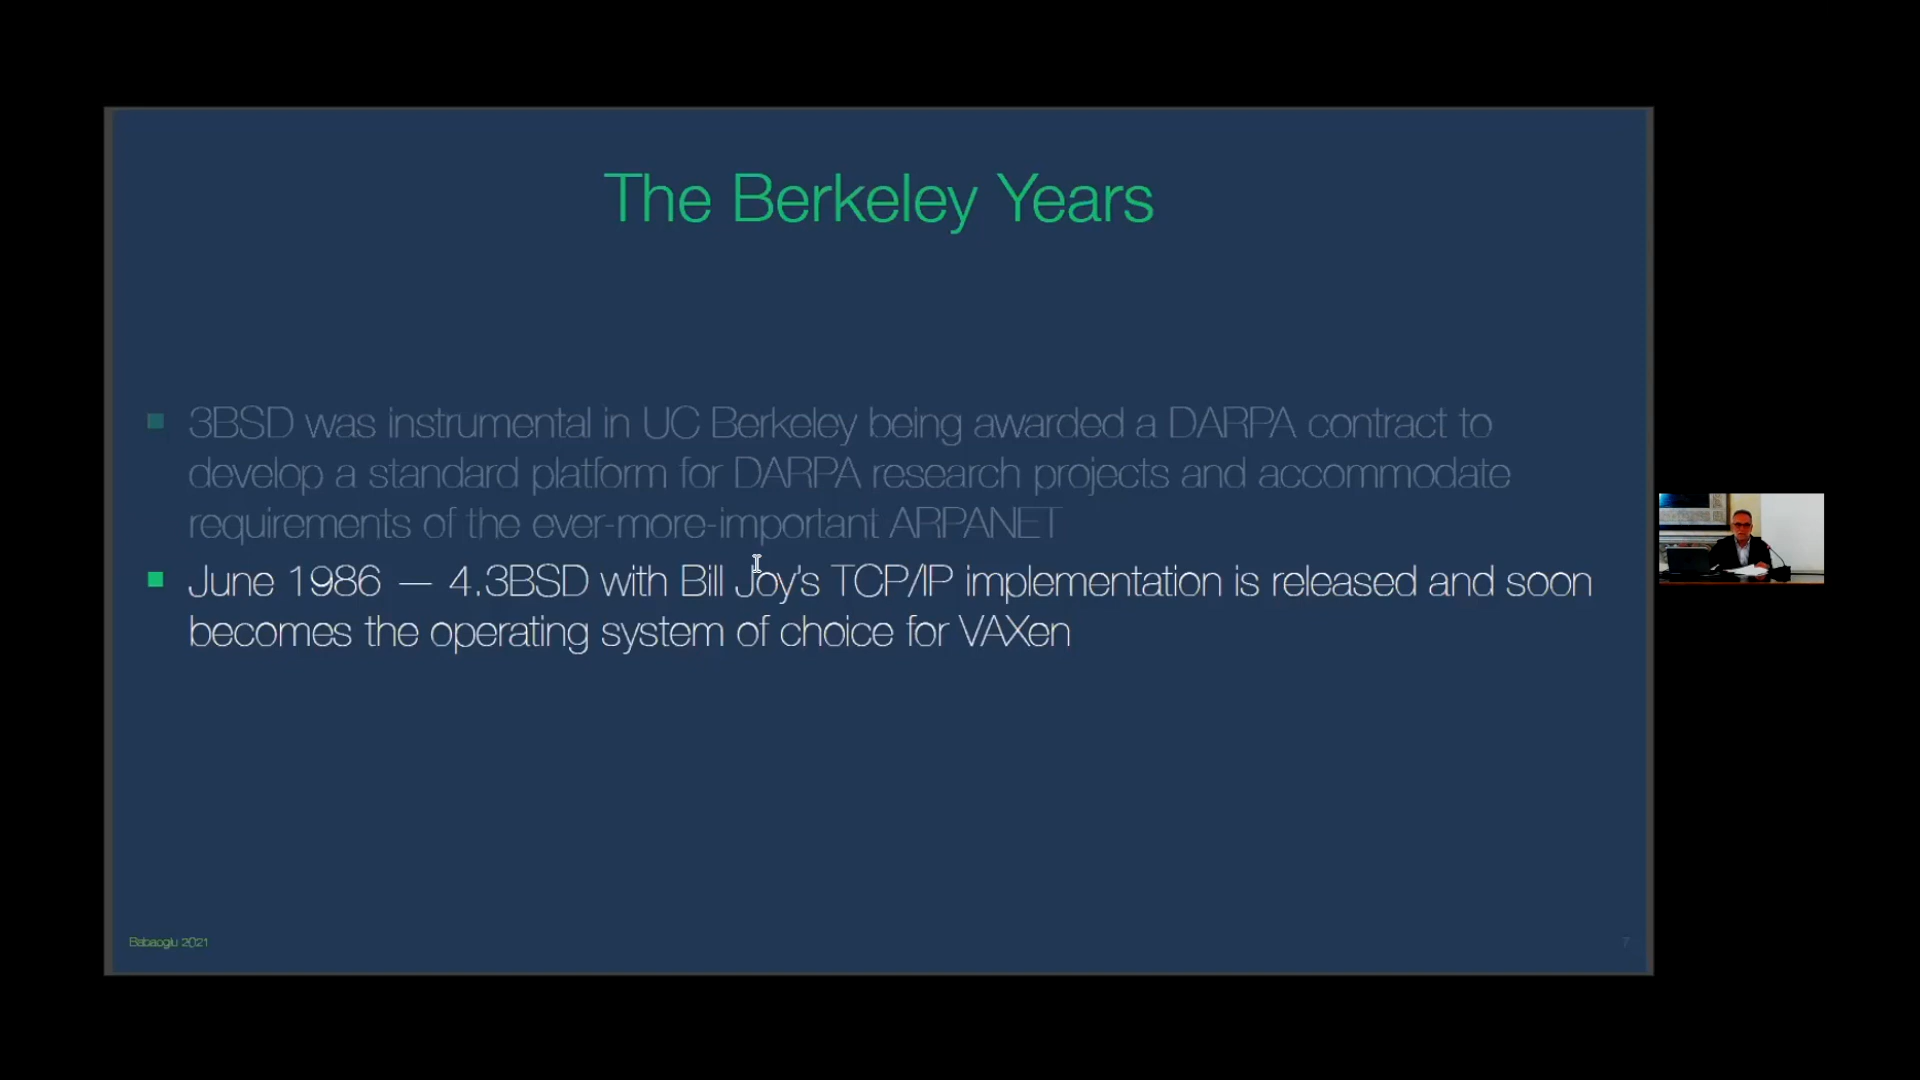 The Berkeley Years
3BSD was instrumental in UC Berkeley being awarded a DARPA contract to
develop a standard platform for DARPA research projects and accommodate
requirements of the ever-more-important ARPANET
June 1986 — 4.3BSD with Bill Joy's TCP/IP implementation is released and soon
becomes the operating system of choice for VAXen
Babaoglu 2021
7